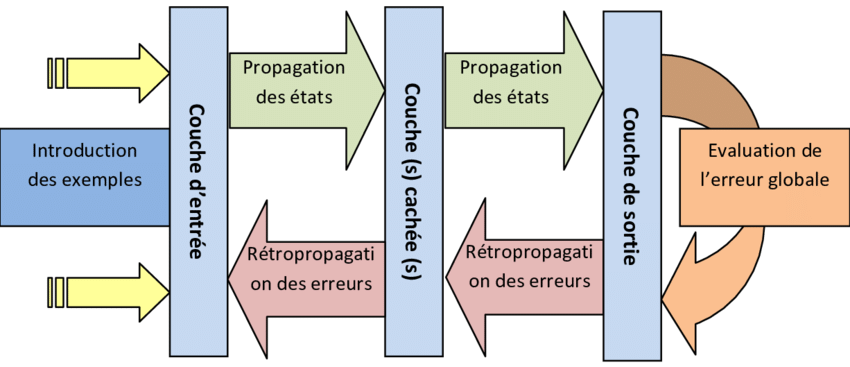 Introduction
des exemples
Couche d'entrée
Propagation
des états
Rétropropagati
on des erreurs
Couche (s) cachée (s)
Propagation
des états
Rétropropagati
on des erreurs
Couche de sortie
Evaluation de
l'erreur globale